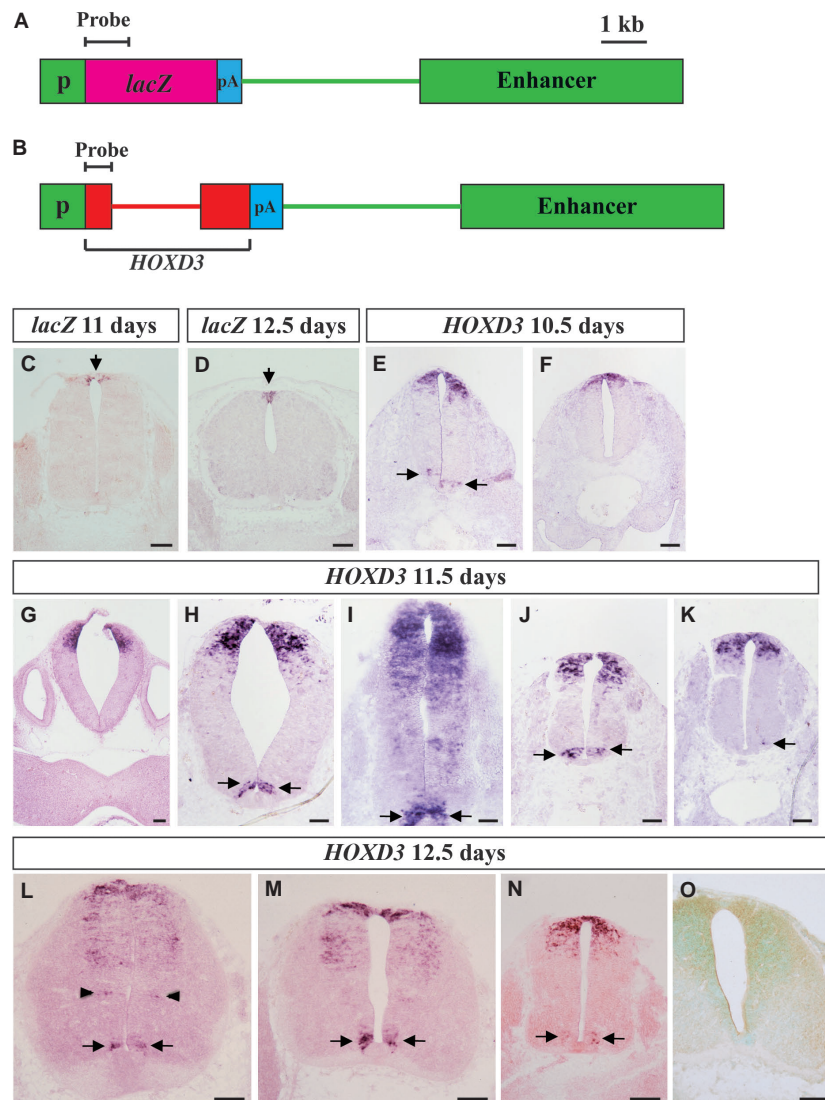 A
Probe
1 kb
p
lacZ
pA
Enhancer
B
Probe
p
pA
Enhancer
HOXD3
lacZ 11 days
lacZ 12.5 days
HOXD3 10.5 days
C
D
E
F
HOXD3 11.5 days
G
H
I
J
K
HOXD3 12.5 days
L
M
N
O